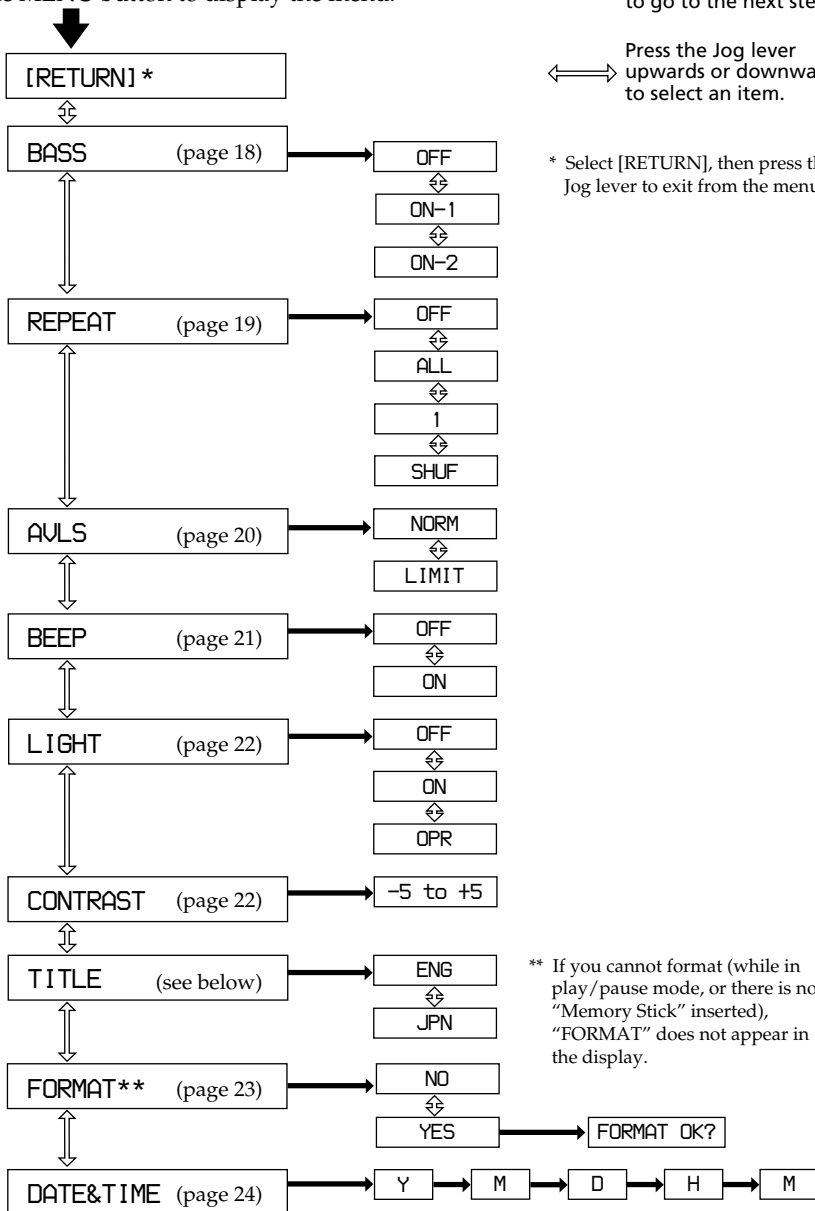 MENU button to display the menu.
to go to the next
[RETURN]*
Press the Jog lever
upwards or
to select an item.
BASS (page 18)
OFF
ON-1
ON-2
* Select [RETURN], then press
Jog lever to exit from the
REPEAT (page 19)
OFF
ALL
1
SHUF
AVLS (page 20)
NORM
LIMIT
BEEP (page 21)
OFF
ON
LIGHT (page 22)
OFF
ON
OPR
CONTRAST (page 22)
-5 to +5
TITLE (see below)
ENG
JPN
** If you cannot format (while in
play/pause mode, or there is no
“Memory Stick” inserted),
“FORMAT” does not appear in
the display.
FORMAT** (page 23)
NO
YES
FORMAT OK?
DATE&TIME (page 24)
Y M D H M